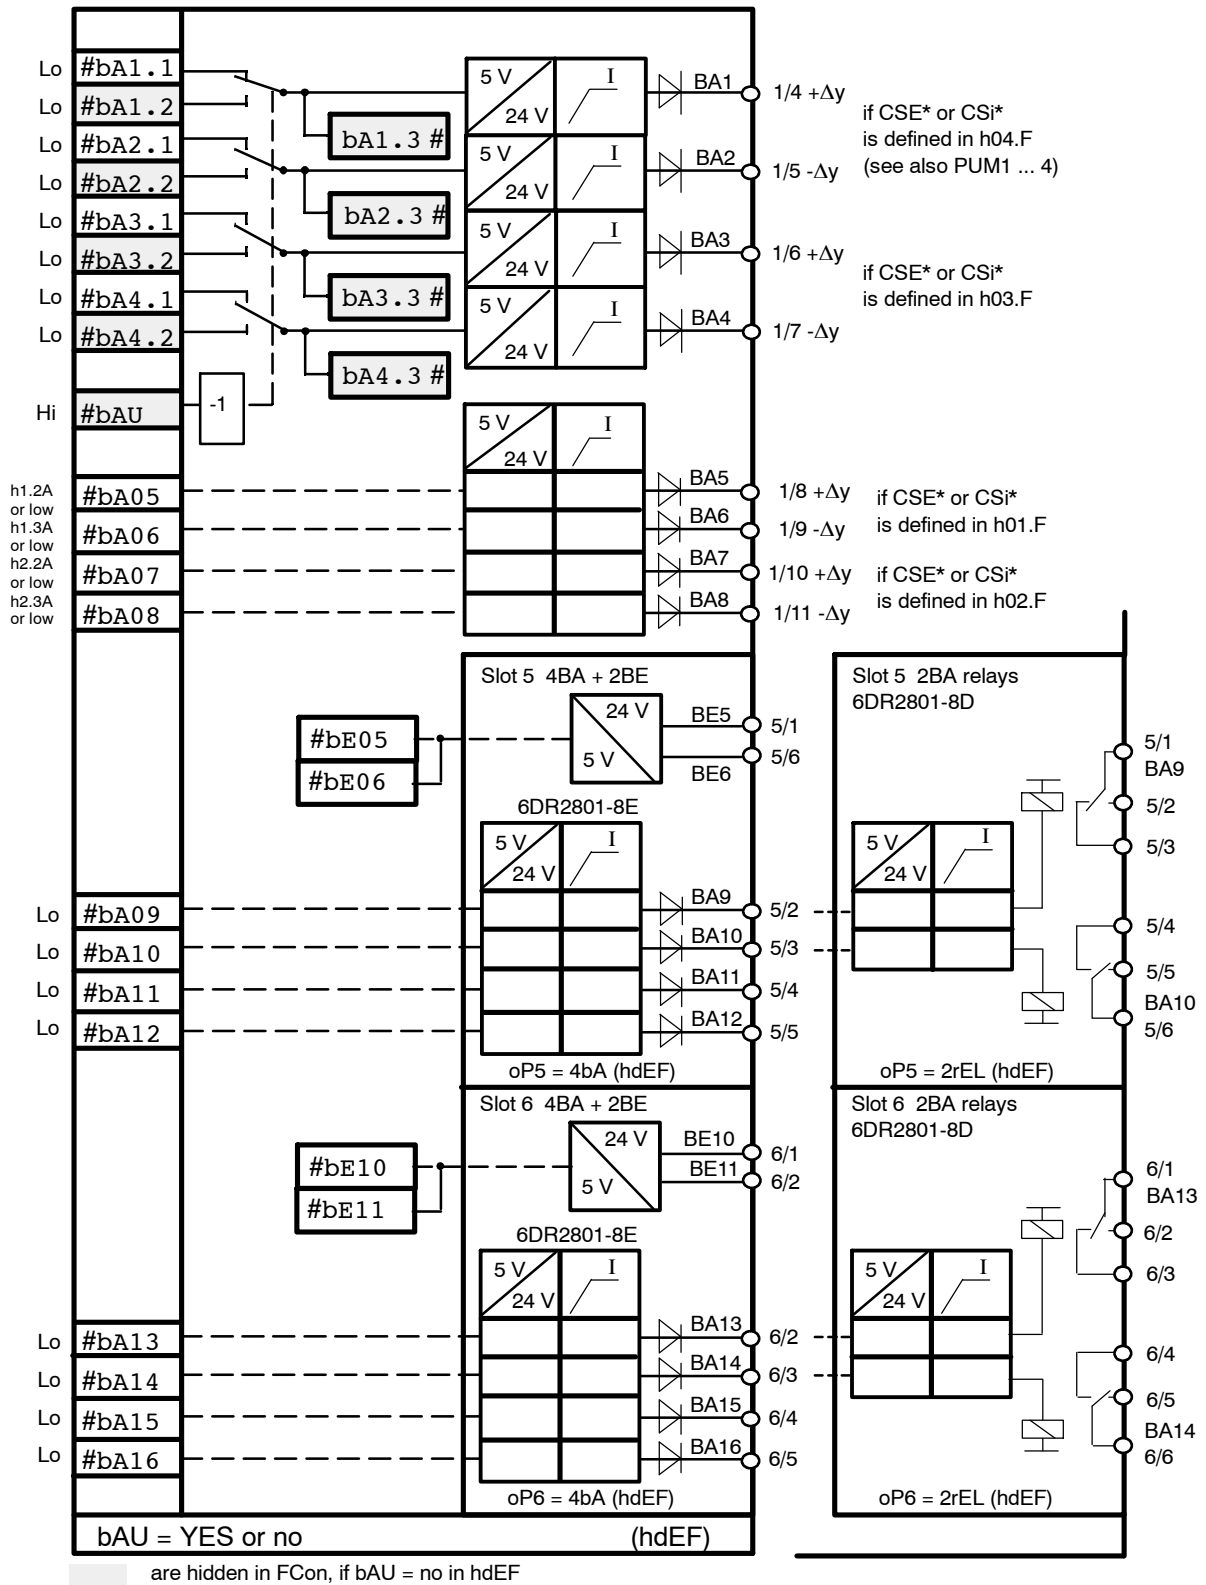 Lo #bA1.1
Lo #bA1.2
Lo #bA2.1
Lo #bA2.2
Lo #bA3.1
Lo #bA3.2
Lo #bA4.1
Lo #bA4.2
Hi #bAU
-1
bA1.3 #
bA2.3 #
bA3.3 #
bA4.3 #
5 V 24 V I BA1 1/4 +Δy
5 V 24 V I BA2 1/5 -Δy
if CSE* or CSi*
is defined in h04.F
(see also PUM1 ... 4)
5 V 24 V I BA3 1/6 +Δy
5 V 24 V I BA4 1/7 -Δy
if CSE* or CSi*
is defined in h03.F
5 V 24 V I
h1.2A
or low
#bA05 BA5 1/8 +Δy
h1.3A
or low
#bA06 BA6 1/9 -Δy
if CSE* or CSi*
is defined in h01.F
h2.2A
or low
#bA07 BA7 1/10 +Δy
h2.3A
or low
#bA08 BA8 1/11 -Δy
if CSE* or CSi*
is defined in h02.F
Slot 5 4BA + 2BE
#bE05
#bE06
24 V
5 V
BE5 5/1
BE6 5/6
6DR2801-8E
5 V 24 V I
Lo #bA09 BA9 5/2
Lo #bA10 BA10 5/3
Lo #bA11 BA11 5/4
Lo #bA12 BA12 5/5
oP5 = 4bA (hdEF)
Slot 5 2BA relays
6DR2801-8D
5 V 24 V I
5/1
BA9
5/2
5/3
5/4
5/5
BA10
5/6
oP5 = 2rEL (hdEF)
Slot 6 4BA + 2BE
#bE10
#bE11
24 V
5 V
BE10 6/1
BE11 6/2
6DR2801-8E
5 V 24 V I
Lo #bA13 BA13 6/2
Lo #bA14 BA14 6/3
Lo #bA15 BA15 6/4
Lo #bA16 BA16 6/5
oP6 = 4bA (hdEF)
Slot 6 2BA relays
6DR2801-8D
5 V 24 V I
6/1
BA13
6/2
6/3
6/4
6/5
BA14
6/6
oP6 = 2rEL (hdEF)
bAU = YES or no (hdEF)
are hidden in FCon, if bAU = no in hdEF